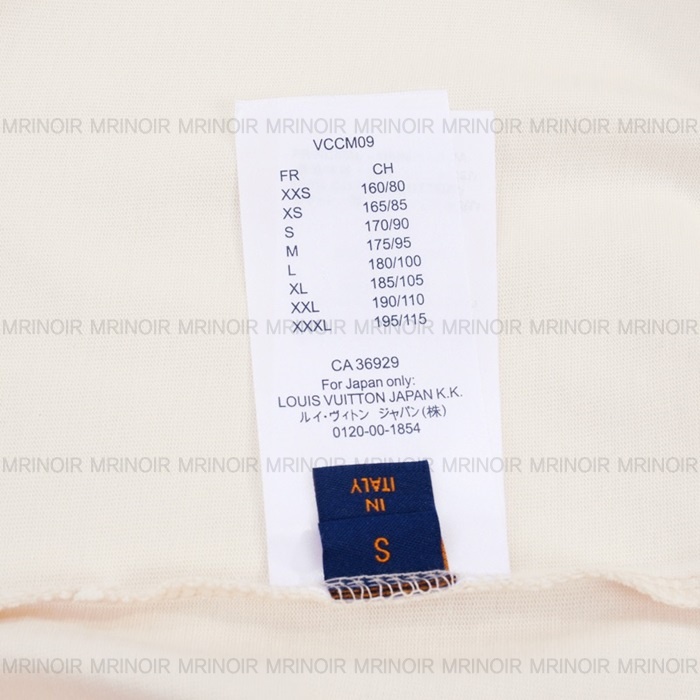 MRINOIR MRINOIR MRINOIR MRINOIR MRINOIR MRINOIR MRINOIR MRINOIR
VCCM09
FR CH
XXS 160/80
XS 165/85
S 170/90
M 175/95
L 180/100
XL 185/105
XXL 190/110
XXXL 195/115
MRINOIR MRINOIR MRINOIR MRINOIR MRINOIR MRINOIR MRINOIR MRINOIR
CA 36929
For Japan only:
LOUIS VUITTON JAPAN K.K.
ルイ・ヴィトン ジャパン(株)
0120-00-1854
MRINOIR MRINOIR MRINOIR MRINOIR MRINOIR MRINOIR MRINOIR MRINOIR
IN
ITALY
S
MRINOIR MRINOIR MRINOIR MRINOIR MRINOIR MRINOIR MRINOIR MRINOIR